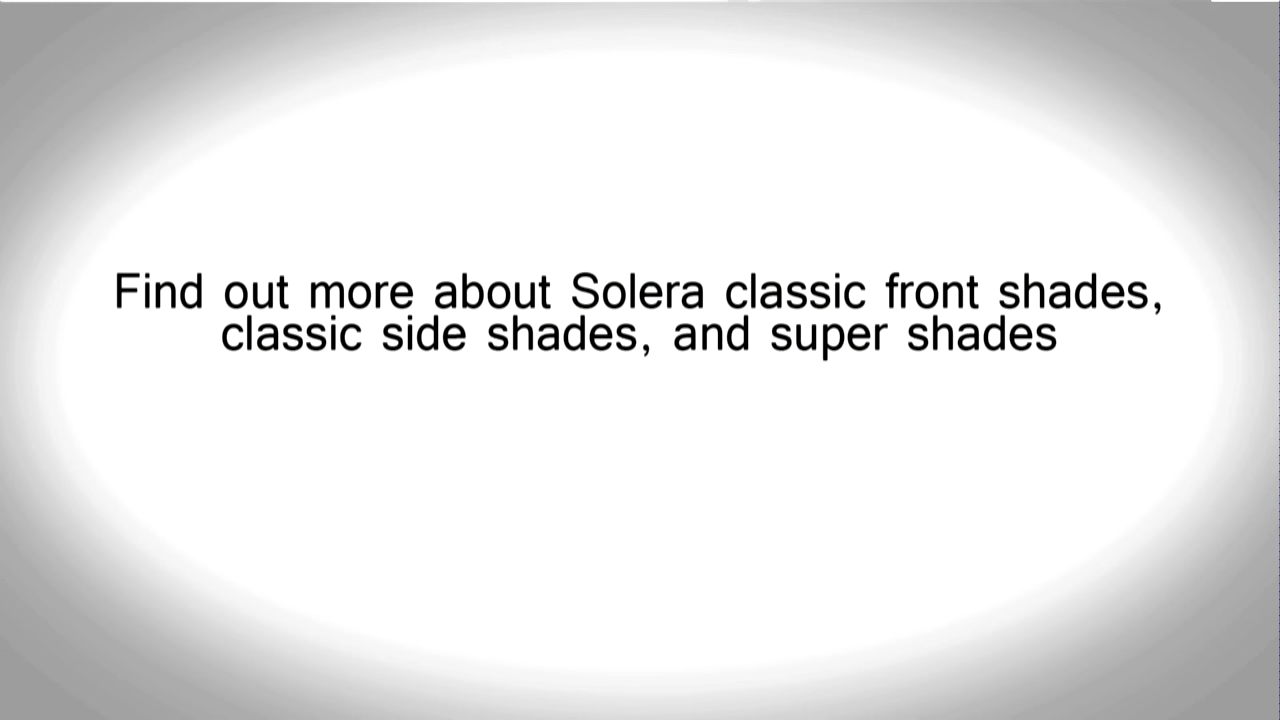 Find out more about Solera classic front shades,
classic side shades, and super shades